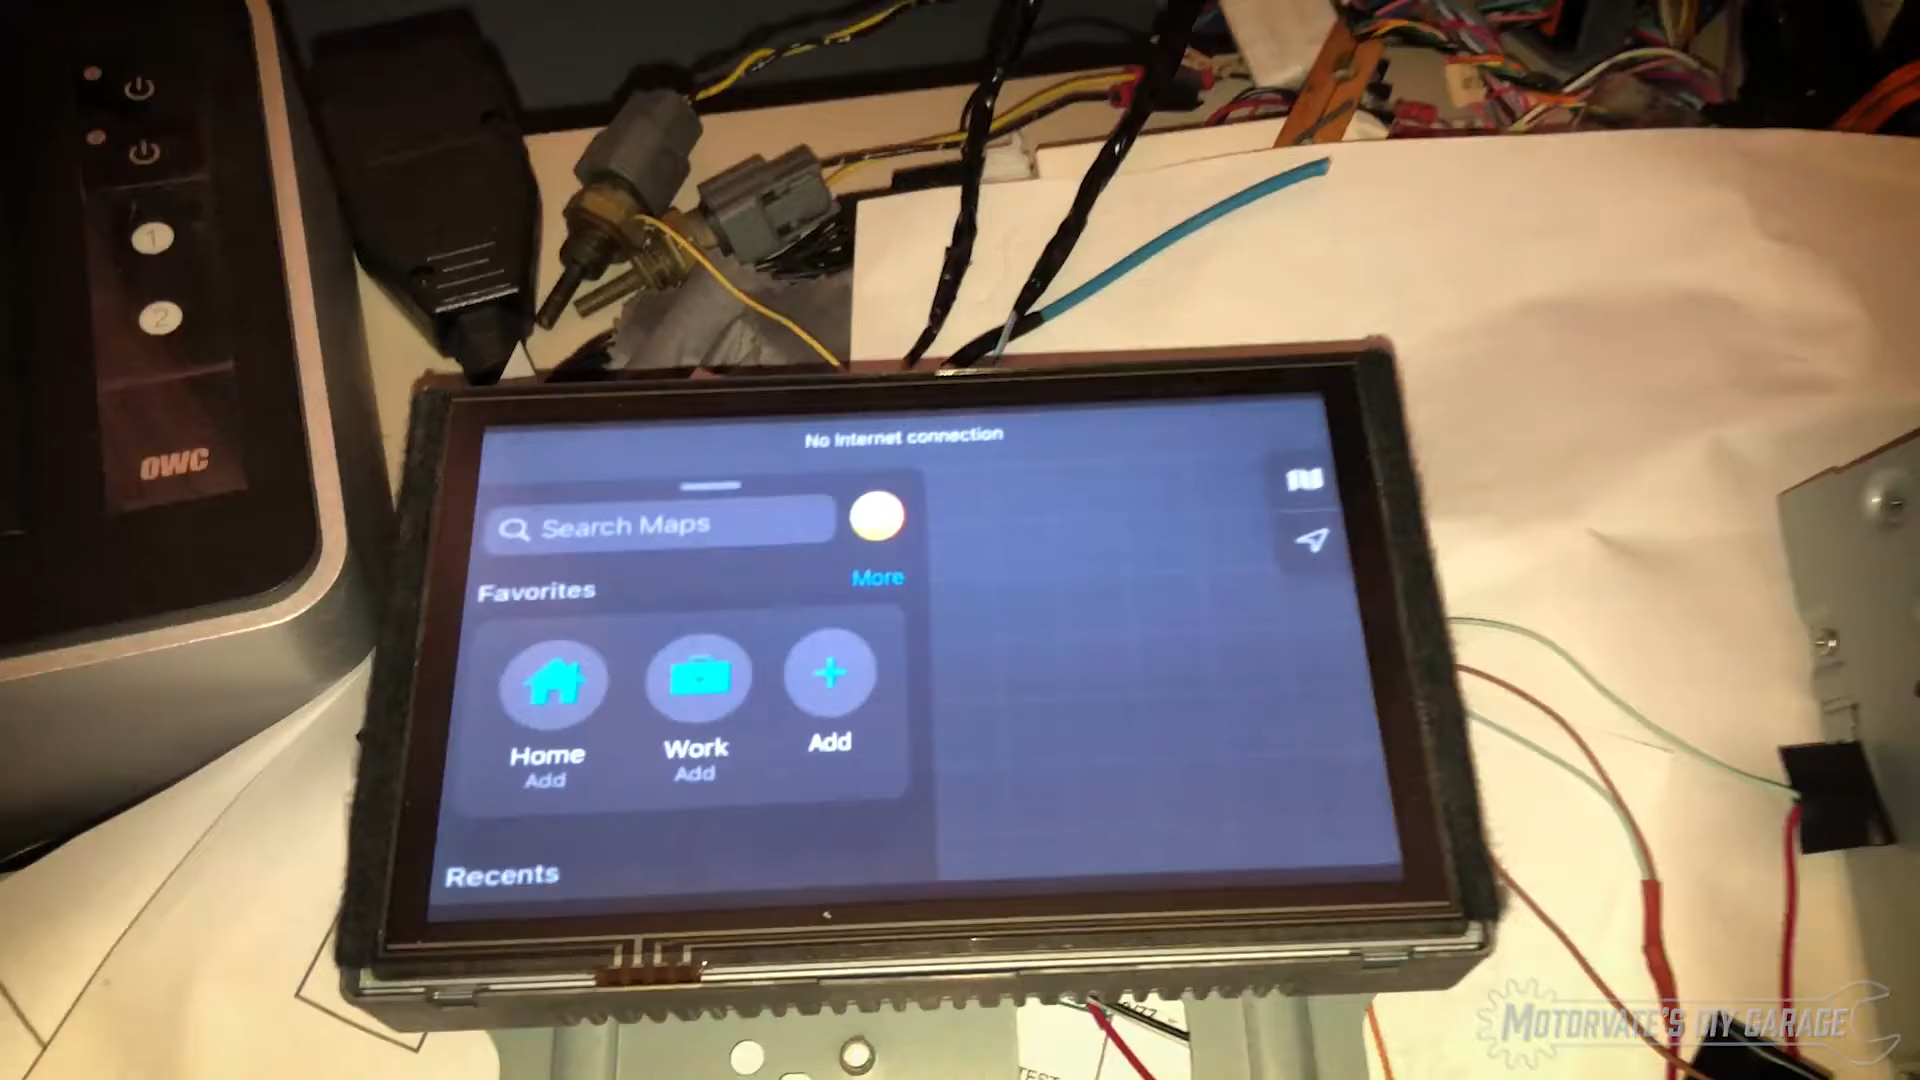 1
2
OWC
No Internet connection
Search Maps
Favorites
More
Home
Add
Work
Add
Add
Recents
MOTORVATE'S DIY GARAGE